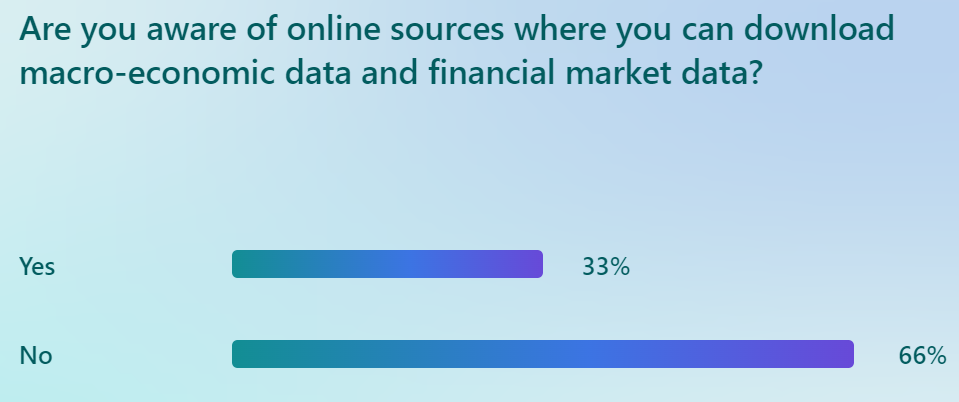 Are you aware of online sources where you can download
macro-economic data and financial market data?
Yes 33%
No 66%